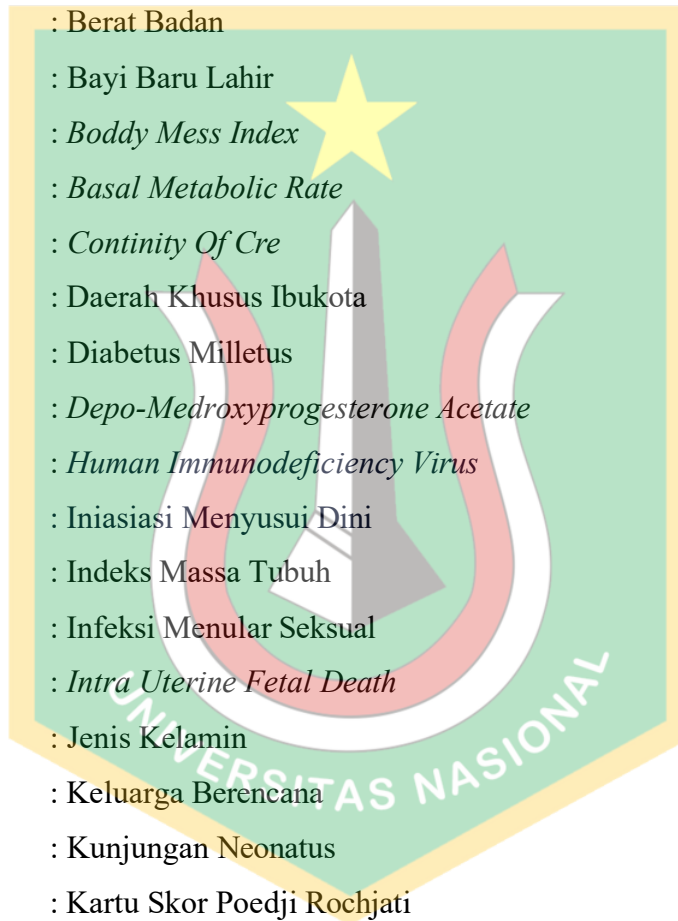 : Berat Badan
: Bayi Baru Lahir
: Boddy Mess Index
: Basal Metabolic Rate
: Continity Of Cre
: Daerah Khusus Ibukota
: Diabetus Milletus
: Depo-Medroxyprogesterone Acetate
: Human Immunodeficiency Virus
: Iniasiasi Menyusui Dini
: Indeks Massa Tubuh
: Infeksi Menular Seksual
: Intra Uterine Fetal Death
: Jenis Kelamin
: Keluarga Berencana
: Kunjungan Neonatus
: Kartu Skor Poedji Rochjati
UNIVERSITAS NASIONAL